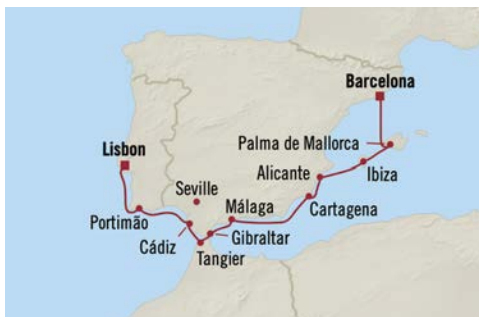 Barcelona
Palma de Mallorca
Lisbon
Alicante
Ibiza
Seville
Málaga
Cartagena
Portimão
Gibraltar
Cádiz
Tangier